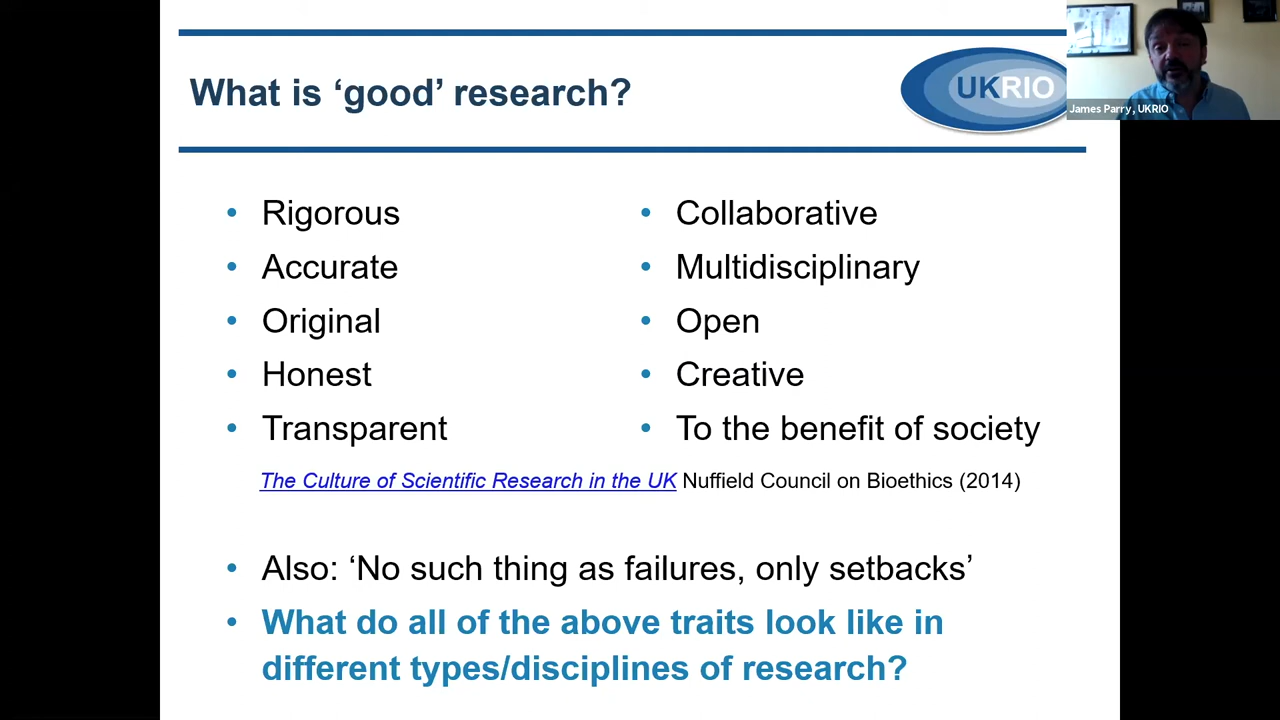 What is ‘good’ research?
UKRIO
James Parry, UKRIO
• Rigorous
• Accurate
• Original
• Honest
• Transparent
• Collaborative
• Multidisciplinary
• Open
• Creative
• To the benefit of society
The Culture of Scientific Research in the UK Nuffield Council on Bioethics (2014)
• Also: ‘No such thing as failures, only setbacks’
• What do all of the above traits look like in
different types/disciplines of research?